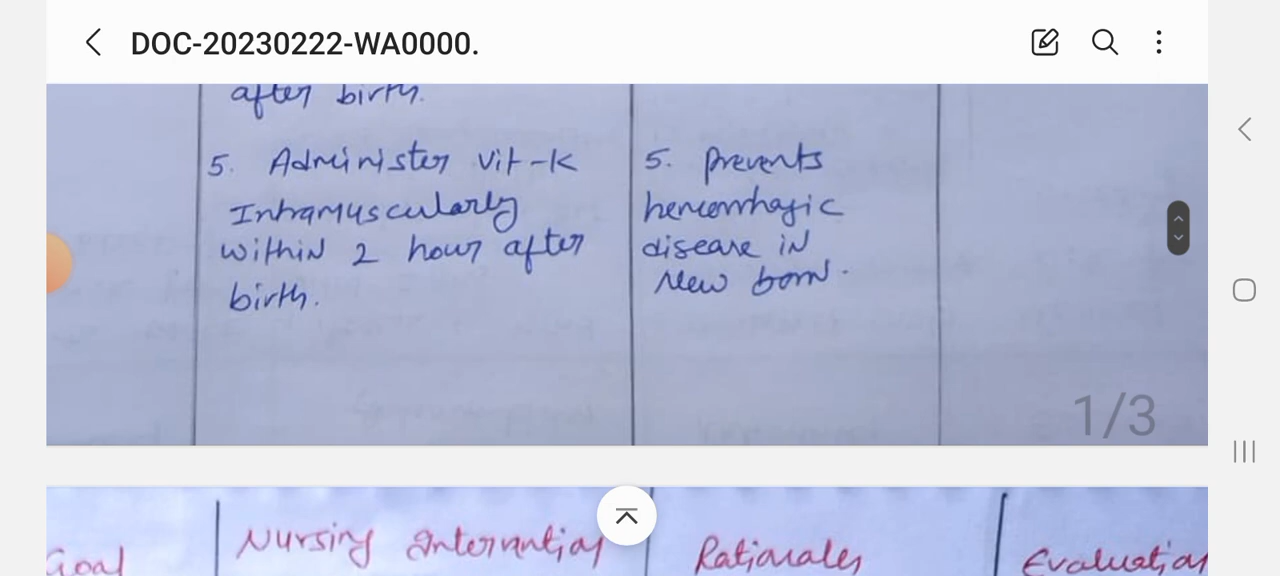 DOC-20230222-WA0000.
after birth.
5. Administer vit-K
Intramuscularly
within 2 hour after
birth.
5. prevents
hemorrhagic
disease in
New born.
1/3
Goal
Nursing Intervention
Rationales
Evaluation